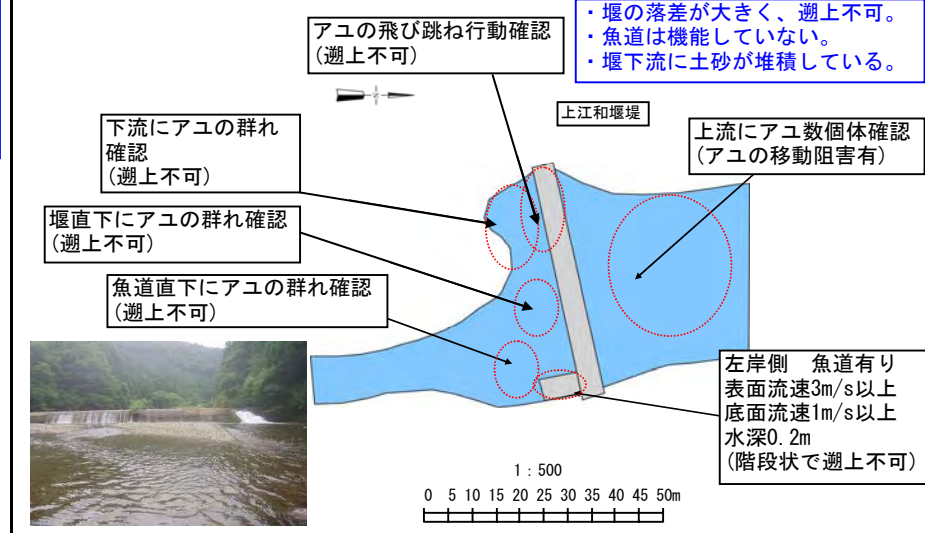 ・堰の落差が大きく、遡上不可。
・魚道は機能していない。
・堰下流に土砂が堆積している。
アユの飛び跳ね行動確認
(遡上不可)
上江和堰堤
下流にアユの群れ
確認
(遡上不可)
上流にアユ数個体確認
(アユの移動阻害有)
堰直下にアユの群れ確認
(遡上不可)
魚道直下にアユの群れ確認
(遡上不可)
左岸側　魚道有り
表面流速3m/s以上
底面流速1m/s以上
水深0.2m
(階段状で遡上不可)
1 : 500
0 5 10 15 20 25 30 35 40 45 50m